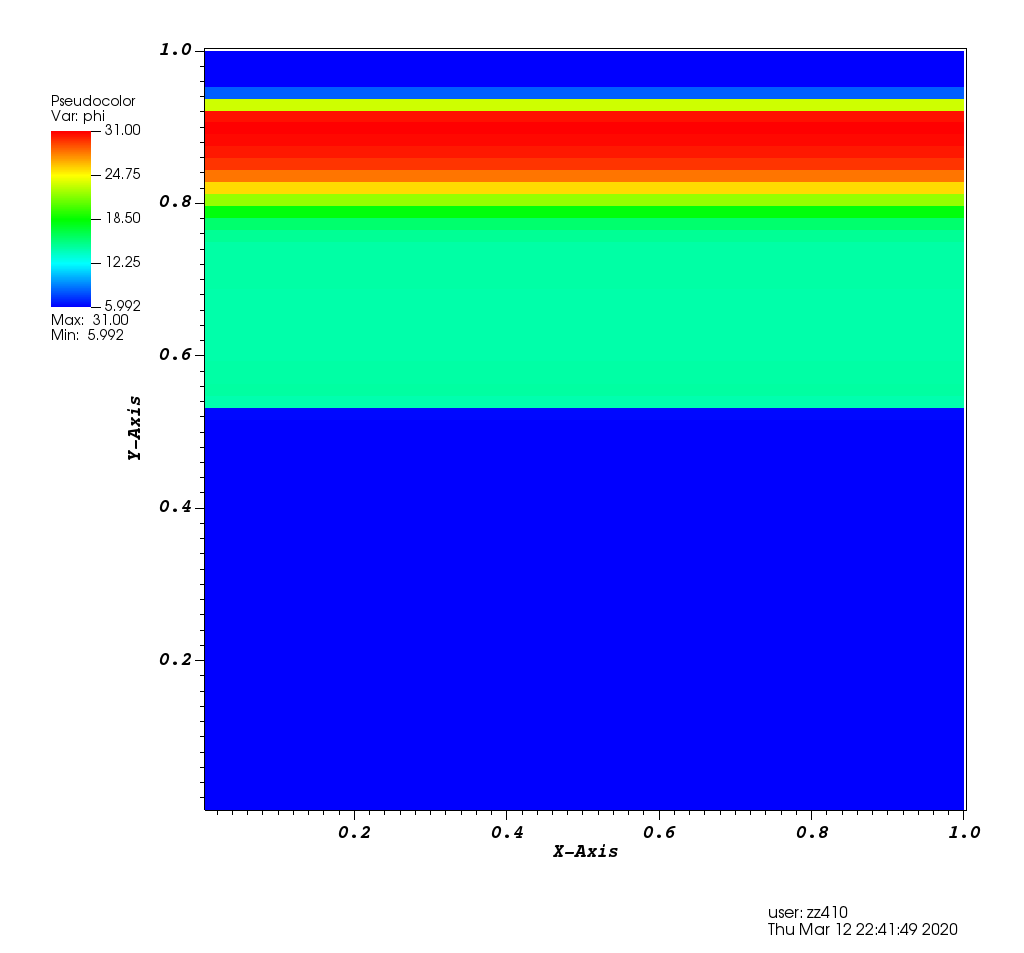 Pseudocolor
Var: phi
31.00
24.75
18.50
12.25
5.992
Max: 31.00
Min: 5.992
1.0
0.8
0.6
0.4
0.2
Y-Axis
0.2 0.4 0.6 0.8 1.0
X-Axis
user: zz410
Thu Mar 12 22:41:49 2020